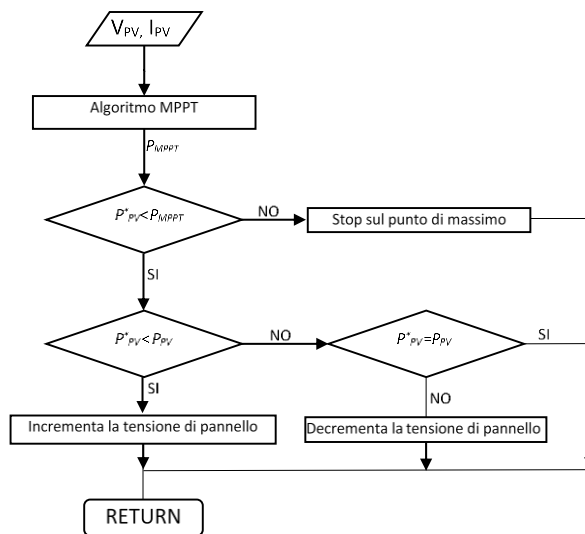 VPV, IPV
Algoritmo MPPT
PMPPT
P*PV<PMPPT
NO
Stop sul punto di massimo
SI
P*PV<PPV
NO
P*PV=PPV
SI
SI
NO
Incrementa la tensione di pannello
Decrementa la tensione di pannello
RETURN